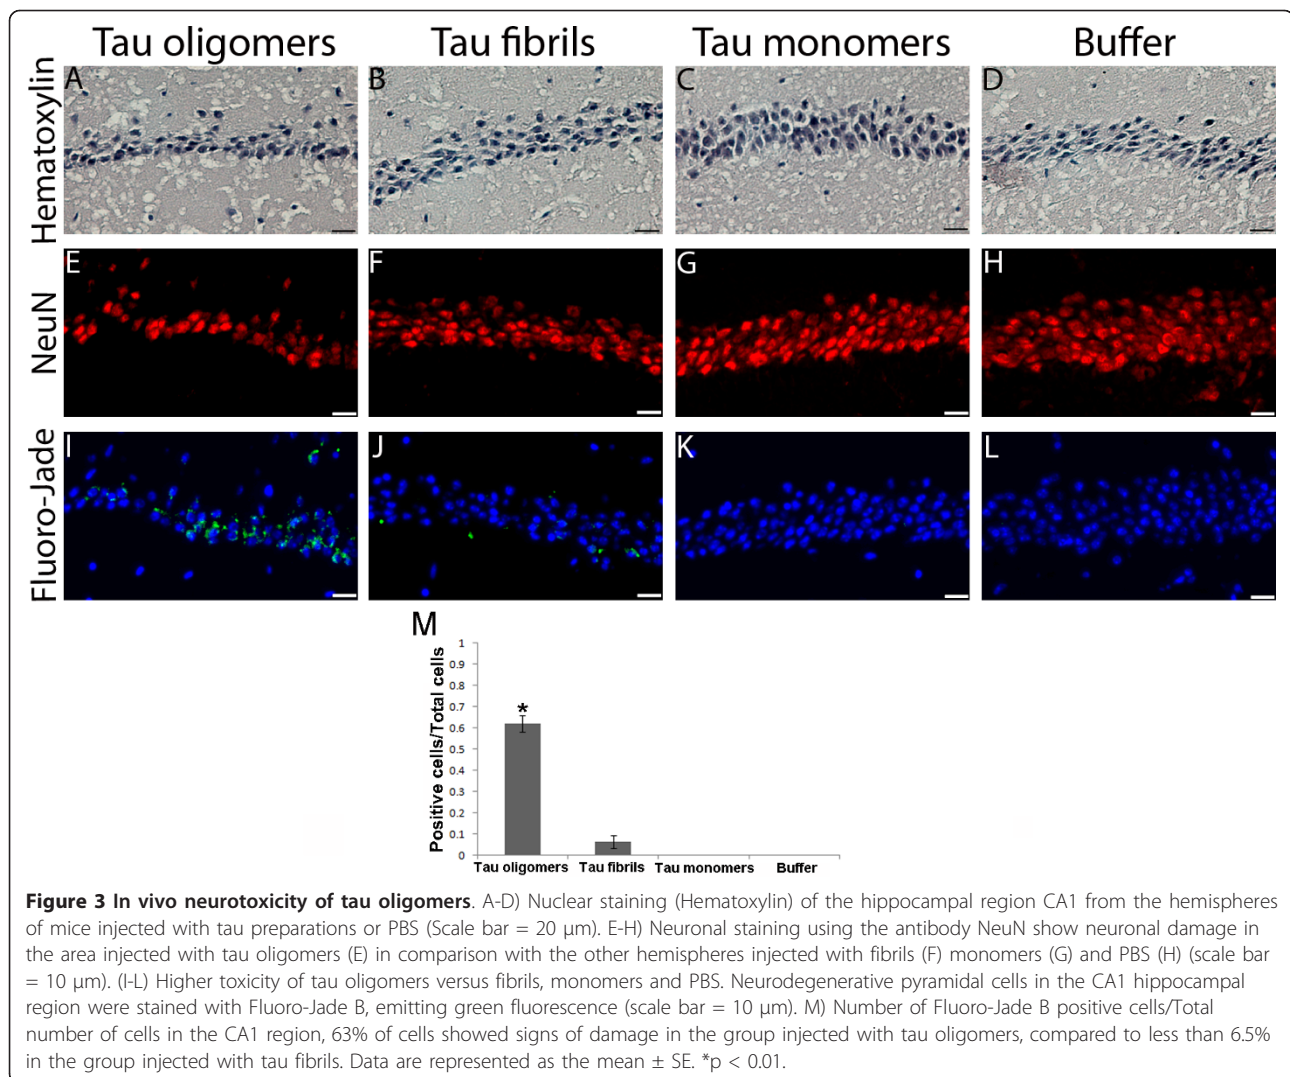 Tau oligomers Tau fibrils Tau monomers Buffer
Hematoxylin
A B C D
NeuN
E F G H
Fluoro-Jade
I J K L
M
Positive cells/Total cells
1
0.9
0.8
0.7
0.6
0.5
0.4
0.3
0.2
0.1
0
*
Tau oligomers Tau fibrils Tau monomers Buffer
Figure 3 In vivo neurotoxicity of tau oligomers. A-D) Nuclear staining (Hematoxylin) of the hippocampal region CA1 from the hemispheres
of mice injected with tau preparations or PBS (Scale bar = 20 μm). E-H) Neuronal staining using the antibody NeuN show neuronal damage in
the area injected with tau oligomers (E) in comparison with the other hemispheres injected with fibrils (F) monomers (G) and PBS (H) (scale bar
= 10 μm). (I-L) Higher toxicity of tau oligomers versus fibrils, monomers and PBS. Neurodegenerative pyramidal cells in the CA1 hippocampal
region were stained with Fluoro-Jade B, emitting green fluorescence (scale bar = 10 μm). M) Number of Fluoro-Jade B positive cells/Total
number of cells in the CA1 region, 63% of cells showed signs of damage in the group injected with tau oligomers, compared to less than 6.5%
in the group injected with tau fibrils. Data are represented as the mean ± SE. *p < 0.01.